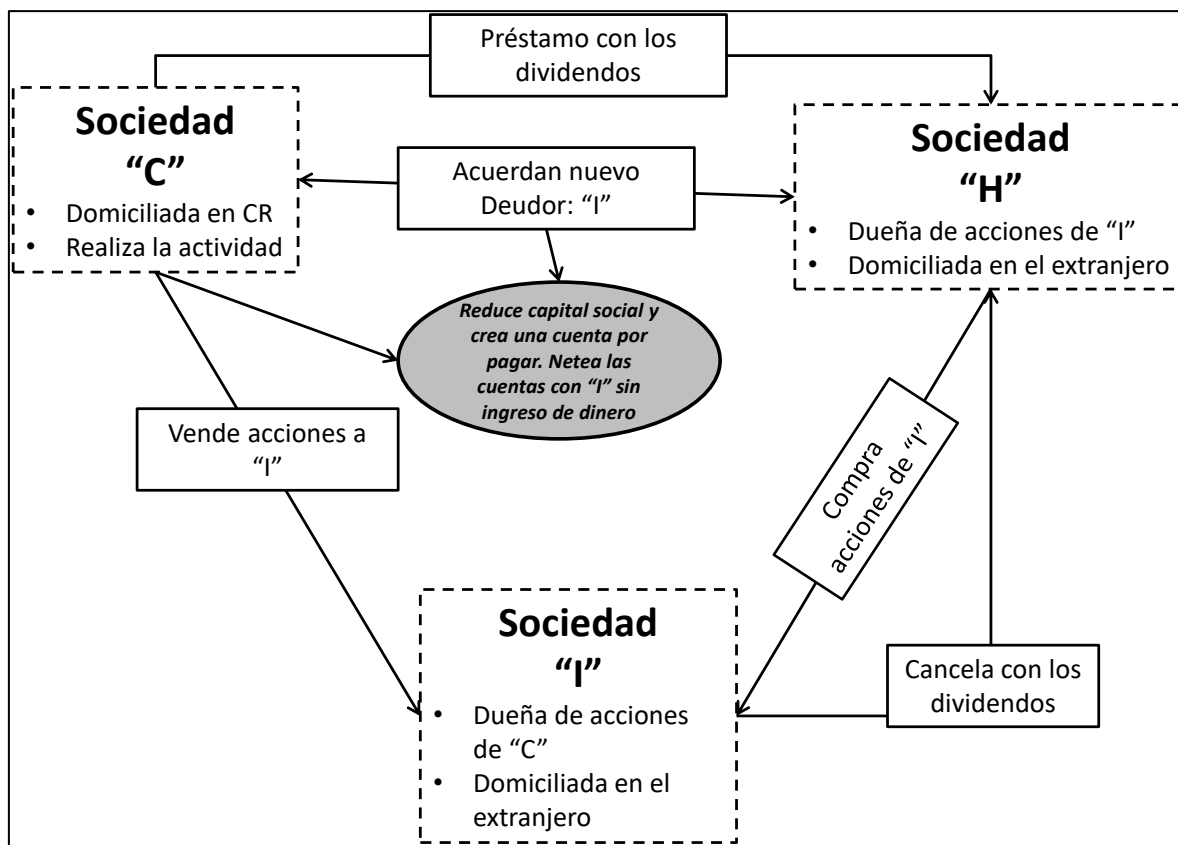 Préstamo con los
dividendos
Sociedad
“C”
• Domiciliada en CR
• Realiza la actividad
Acuerdan nuevo
Deudor: “I”
Sociedad
“H”
• Dueña de acciones de “I”
• Domiciliada en el extranjero
Reduce capital social y
crea una cuenta por
pagar. Netea las
cuentas con “I” sin
ingreso de dinero
Vende acciones a
“I”
Compra
acciones de “I”
Sociedad
“I”
• Dueña de acciones
de “C”
• Domiciliada en el
extranjero
Cancela con los
dividendos